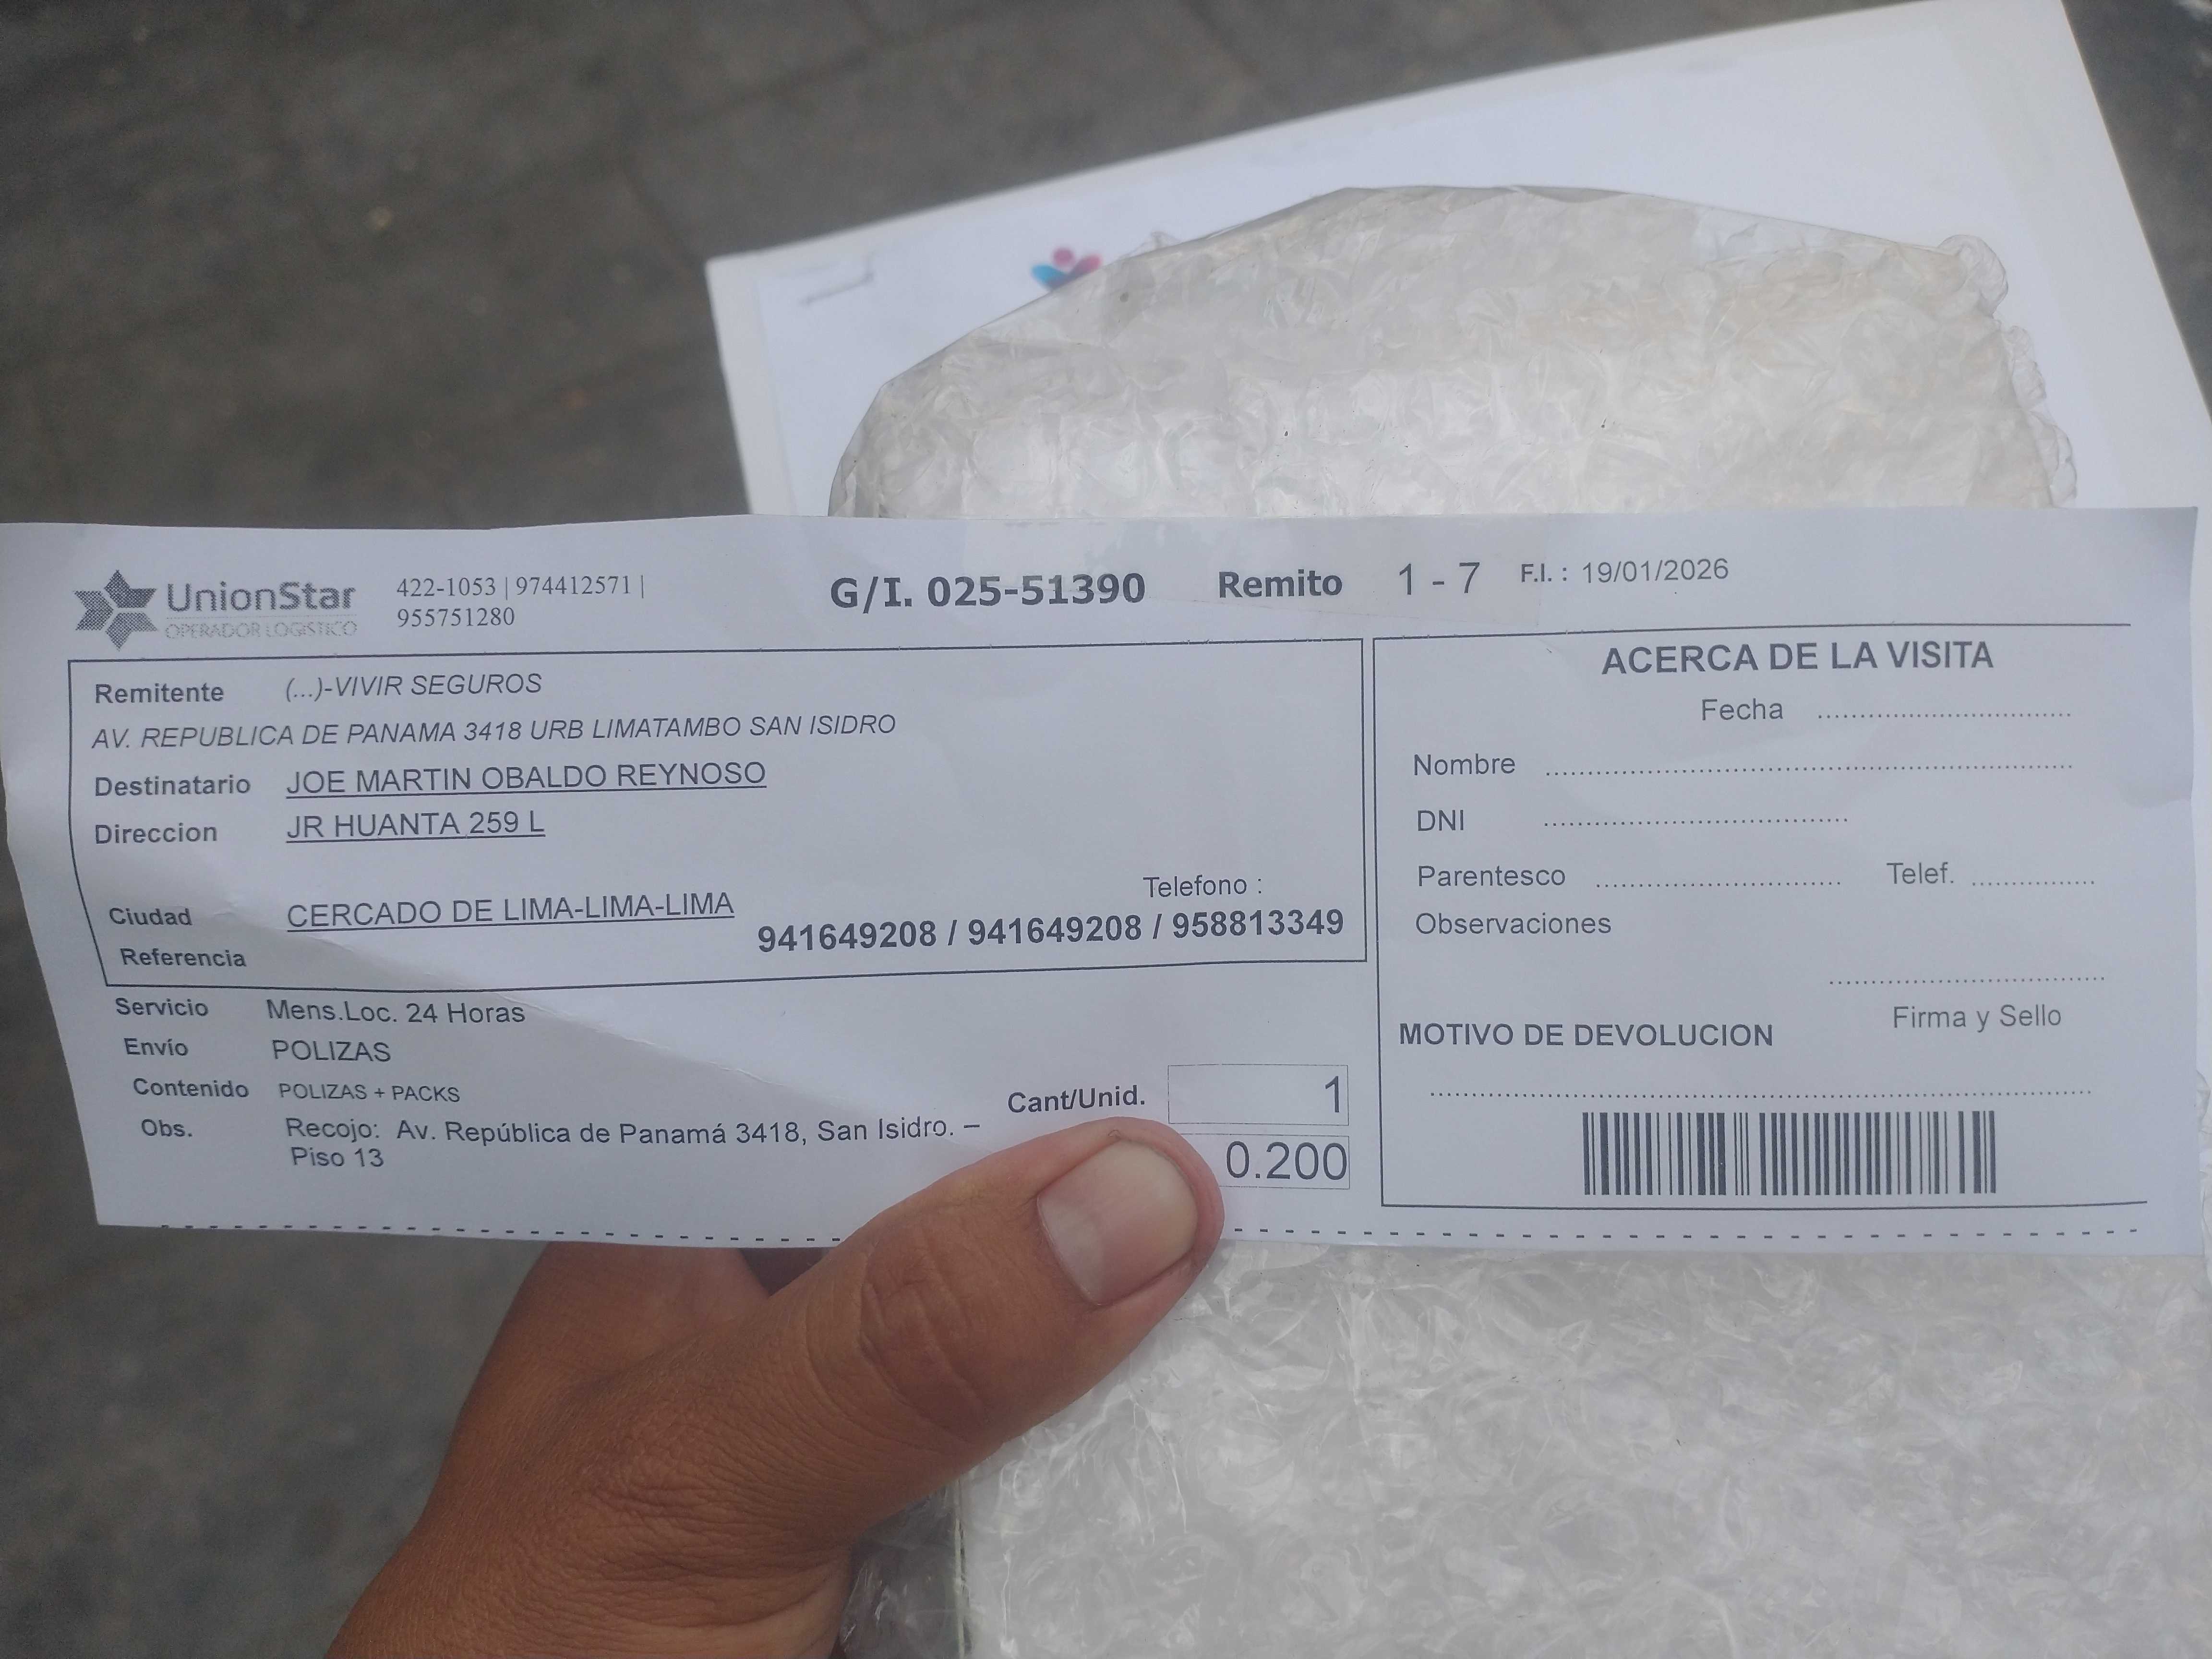 UnionStar
OPERADOR LOGISTICO
422-1053 | 974412571 |
955751280
G/I. 025-51390 Remito 1 - 7 F.I. : 19/01/2026
Remitente (...)-VIVIR SEGUROS
AV. REPUBLICA DE PANAMA 3418 URB LIMATAMBO SAN ISIDRO
Destinatario JOE MARTIN OBALDO REYNOSO
Direccion JR HUANTA 259 L
Ciudad CERCADO DE LIMA-LIMA-LIMA
Telefono :
941649208 / 941649208 / 958813349
Referencia
Servicio Mens.Loc. 24 Horas
Envío POLIZAS
Contenido POLIZAS + PACKS
Obs. Recojo: Av. República de Panamá 3418, San Isidro. –
Piso 13
Cant/Unid. 1
0.200
ACERCA DE LA VISITA
Fecha ................................
Nombre ................................
DNI ................................
Parentesco ................................ Telef. ................
Observaciones
................................
Firma y Sello
MOTIVO DE DEVOLUCION
................................